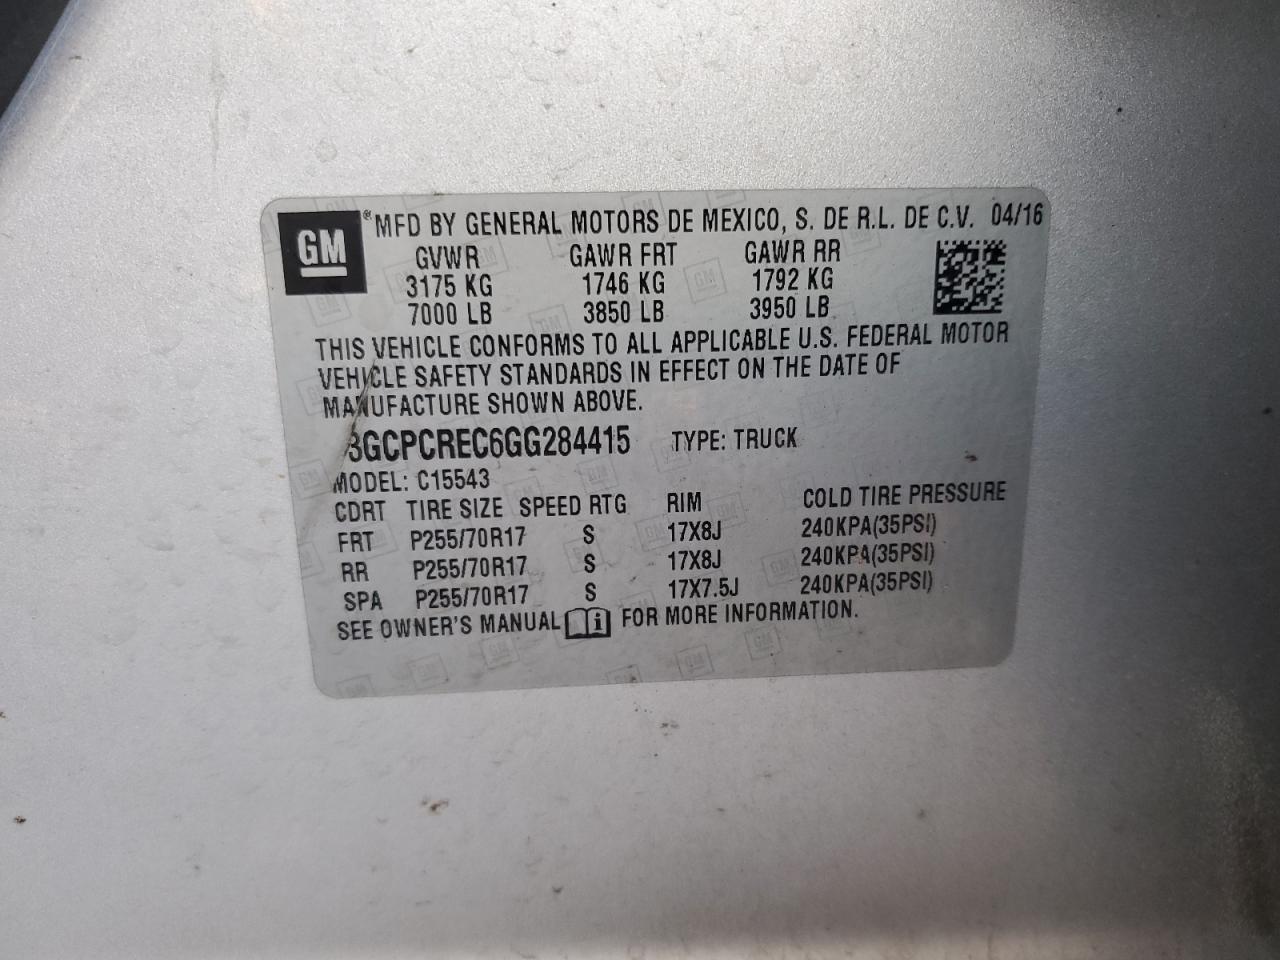 GM
® MFD BY GENERAL MOTORS DE MEXICO, S. DE R.L. DE C.V. 04/16
GVWR GAWR FRT GAWR RR
3175 KG 1746 KG 1792 KG
7000 LB 3850 LB 3950 LB
THIS VEHICLE CONFORMS TO ALL APPLICABLE U.S. FEDERAL MOTOR
VEHICLE SAFETY STANDARDS IN EFFECT ON THE DATE OF
MANUFACTURE SHOWN ABOVE.
3GCPCREC6GG284415 TYPE: TRUCK
MODEL: C15543
CDRT TIRE SIZE SPEED RTG RIM COLD TIRE PRESSURE
FRT P255/70R17 S 17X8J 240KPA(35PSI)
RR P255/70R17 S 17X8J 240KPA(35PSI)
SPA P255/70R17 S 17X7.5J 240KPA(35PSI)
SEE OWNER'S MANUAL i FOR MORE INFORMATION.